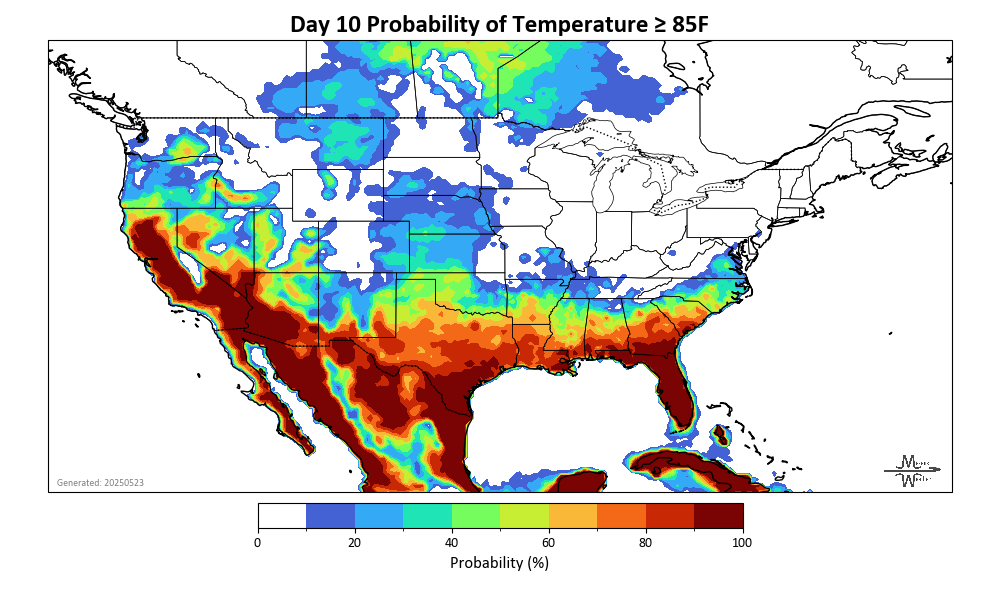 Day 10 Probability of Temperature ≥ 85F
Generated: 20250523
0 20 40 60 80 100
Probability (%)